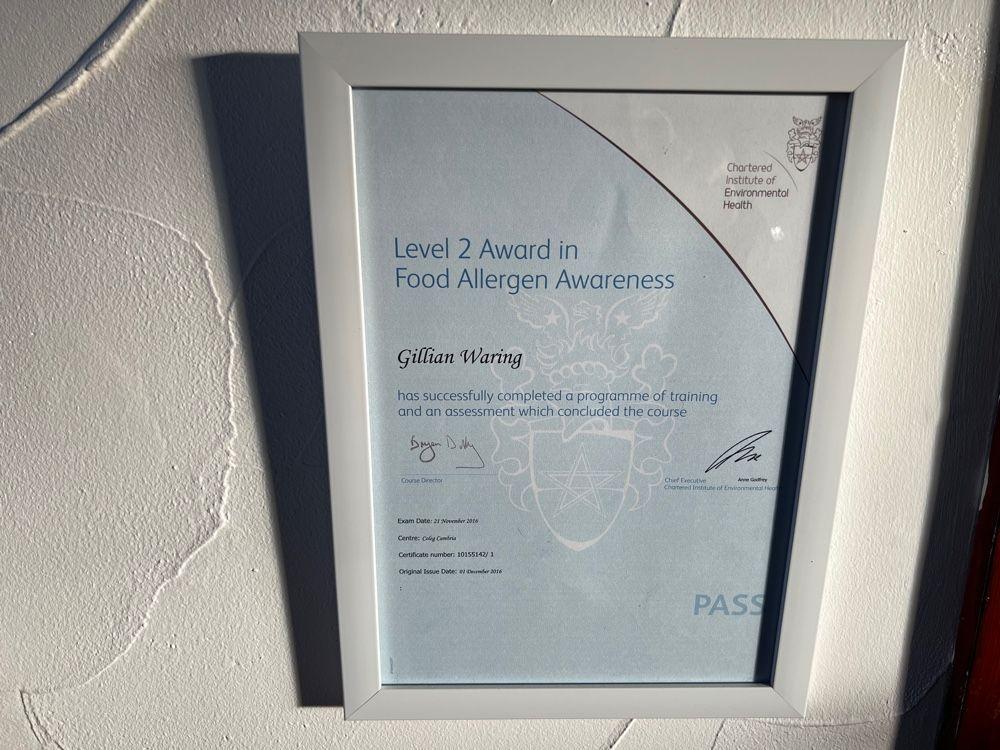 Chartered
Institute of
Environmental
Health
Level 2 Award in
Food Allergen Awareness
Gillian Waring
has successfully completed a programme of training
and an assessment which concluded the course
Course Director
Chief Executive Anne Godfrey
Chartered Institute of Environmental Health
Exam Date: 21 November 2016
Centre: Coleg Cambria
Certificate number: 10155142/ 1
Original Issue Date: 01 December 2016
:
PASS